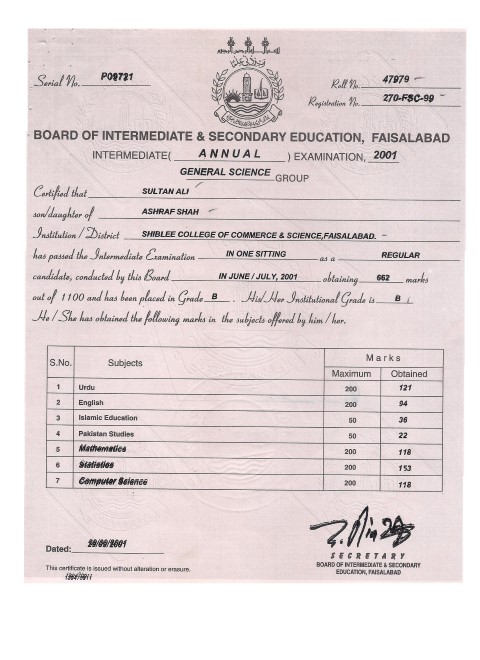 Serial No. P09721
Roll No. 47979
Registration No. 270-FSC-99
BOARD OF INTERMEDIATE & SECONDARY EDUCATION, FAISALABAD
INTERMEDIATE( ANNUAL ) EXAMINATION, 2001
GENERAL SCIENCE GROUP
Certified that SULTAN ALI
son/daughter of ASHRAF SHAH
Institution / District SHIBLEE COLLEGE OF COMMERCE & SCIENCE,FAISALABAD.
has passed the Intermediate Examination IN ONE SITTING as a REGULAR
candidate, conducted by this Board IN JUNE / JULY, 2001 obtaining 662 marks
out of 1100 and has been placed in Grade B . His/Her Institutional Grade is B
He / She has obtained the following marks in the subjects offered by him / her.
S.No. Subjects Marks
Maximum Obtained
1 Urdu 200 121
2 English 200 94
3 Islamic Education 50 36
4 Pakistan Studies 50 22
5 Mathematics 200 118
6 Statistics 200 153
7 Computer Science 200 118
Dated:
SECRETARY
BOARD OF INTERMEDIATE & SECONDARY
EDUCATION, FAISALABAD
This certificate is issued without alteration or erasure.